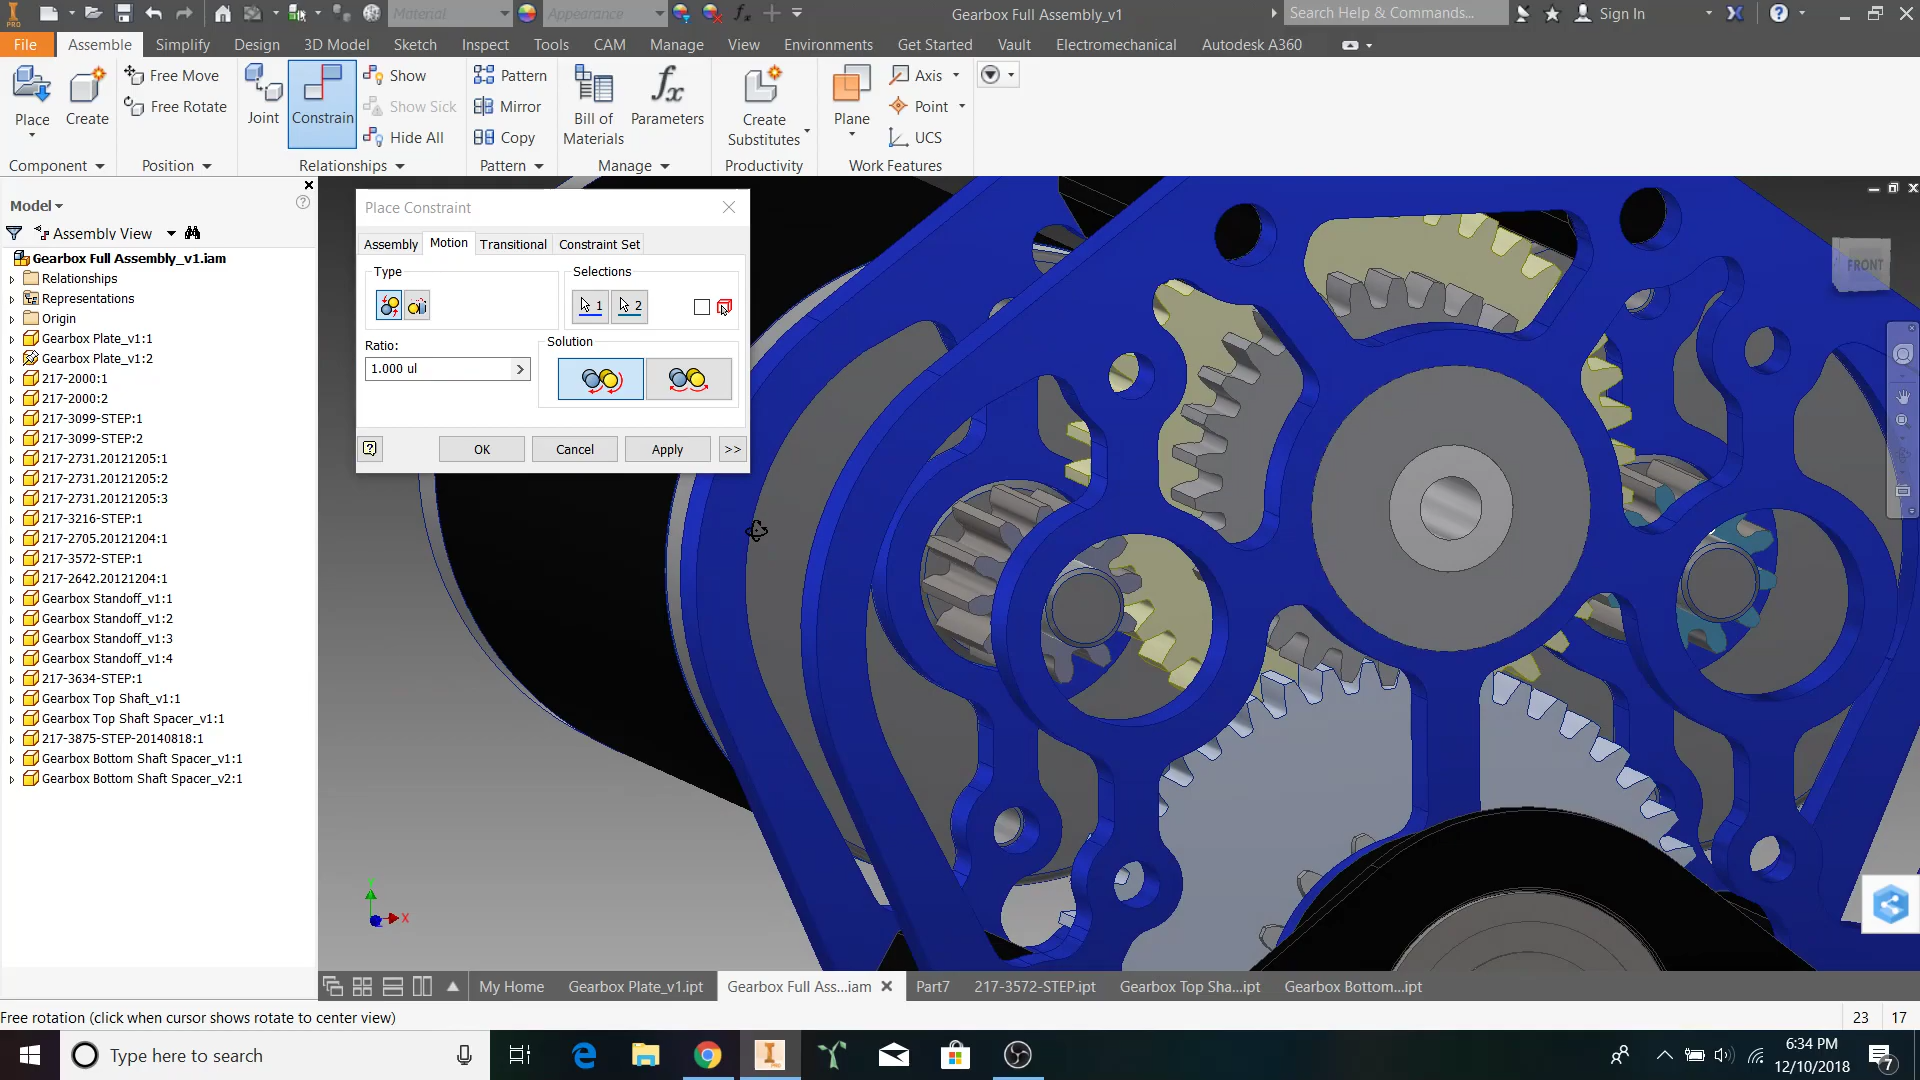 PRO
Material
Appearance
fx
Gearbox Full Assembly_v1
Search Help & Commands...
Sign In
File
Assemble
Simplify
Design
3D Model
Sketch
Inspect
Tools
CAM
Manage
View
Environments
Get Started
Vault
Electromechanical
Autodesk A360
Place
Create
Free Move
Free Rotate
Joint
Constrain
Show
Show Sick
Hide All
Pattern
Mirror
Copy
Bill of
Materials
fx
Parameters
Create
Substitutes
Plane
Axis
Point
UCS
Component
Position
Relationships
Pattern
Manage
Productivity
Work Features
Model
Assembly View
Gearbox Full Assembly_v1.iam
Relationships
Representations
Origin
Gearbox Plate_v1:1
Gearbox Plate_v1:2
217-2000:1
217-2000:2
217-3099-STEP:1
217-3099-STEP:2
217-2731.20121205:1
217-2731.20121205:2
217-2731.20121205:3
217-3216-STEP:1
217-2705.20121204:1
217-3572-STEP:1
217-2642.20121204:1
Gearbox Standoff_v1:1
Gearbox Standoff_v1:2
Gearbox Standoff_v1:3
Gearbox Standoff_v1:4
217-3634-STEP:1
Gearbox Top Shaft_v1:1
Gearbox Top Shaft Spacer_v1:1
217-3875-STEP-20140818:1
Gearbox Bottom Shaft Spacer_v1:1
Gearbox Bottom Shaft Spacer_v2:1
Place Constraint
Assembly
Motion
Transitional
Constraint Set
Type
Selections
1
2
Ratio:
1.000 ul
Solution
OK
Cancel
Apply
>>
FRONT
X
My Home
Gearbox Plate_v1.ipt
Gearbox Full Ass...iam
Part7
217-3572-STEP.ipt
Gearbox Top Sha...ipt
Gearbox Bottom...ipt
Free rotation (click when cursor shows rotate to center view)
23
17
Type here to search
6:34 PM
12/10/2018
7